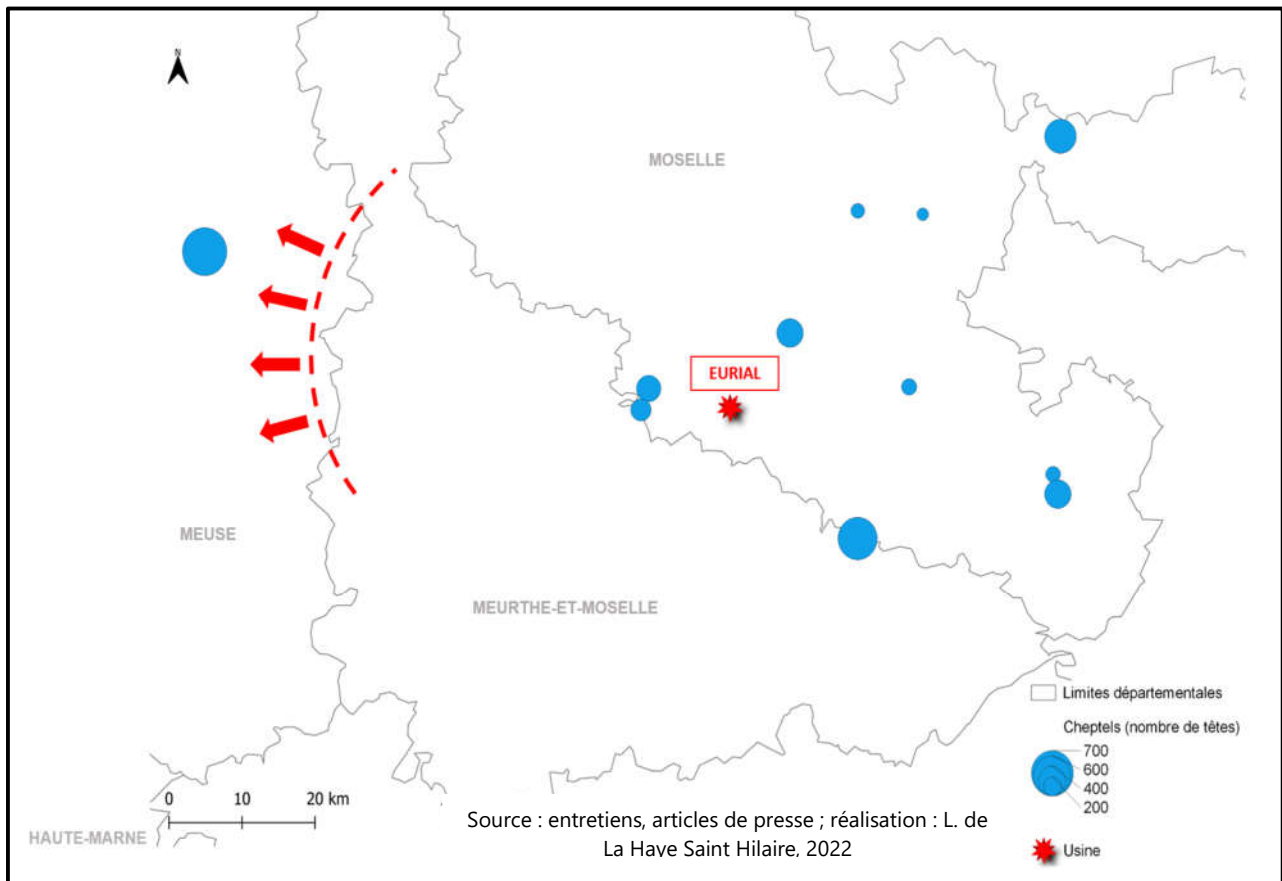 N
MOSELLE
EURIAL
MEUSE
MEURTHE-ET-MOSELLE
HAUTE-MARNE
0 10 20 km
Limites départementales
Cheptels (nombre de têtes)
700
600
400
200
Usine
Source : entretiens, articles de presse ; réalisation : L. de
La Haye Saint Hilaire, 2022